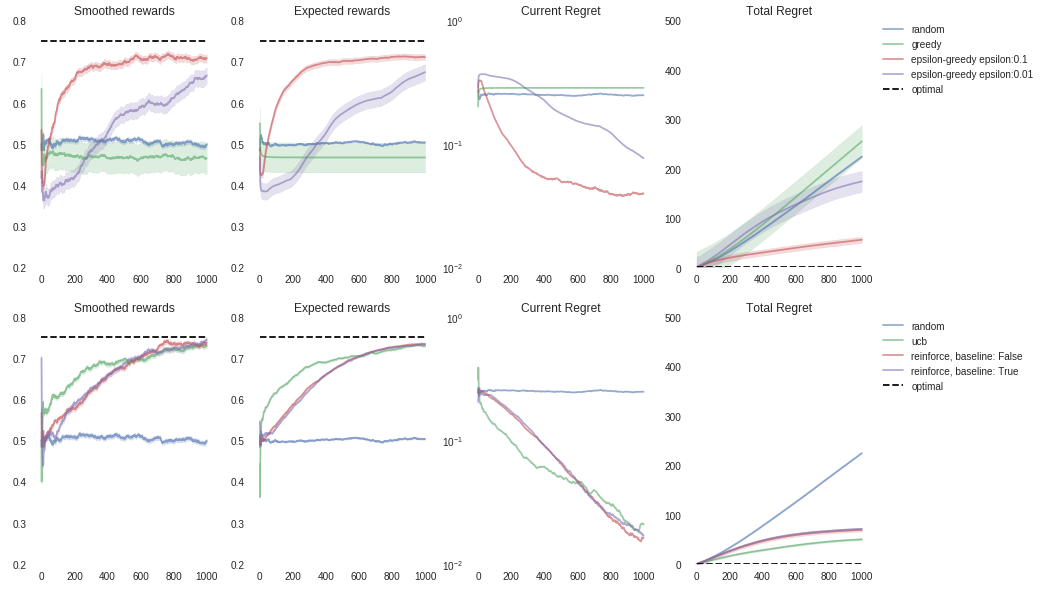 Smoothed rewards
0.8
0.7
0.6
0.5
0.4
0.3
0.2
0 200 400 600 800 1000
Expected rewards
0.8
0.7
0.6
0.5
0.4
0.3
0.2
0 200 400 600 800 1000
Current Regret
10^0
10^-1
10^-2
0 200 400 600 800 1000
Total Regret
500
400
300
200
100
0
0 200 400 600 800 1000
random
greedy
epsilon-greedy epsilon:0.1
epsilon-greedy epsilon:0.01
optimal
Smoothed rewards
0.8
0.7
0.6
0.5
0.4
0.3
0.2
0 200 400 600 800 1000
Expected rewards
0.8
0.7
0.6
0.5
0.4
0.3
0.2
0 200 400 600 800 1000
Current Regret
10^0
10^-1
10^-2
0 200 400 600 800 1000
Total Regret
500
400
300
200
100
0
0 200 400 600 800 1000
random
ucb
reinforce, baseline: False
reinforce, baseline: True
optimal